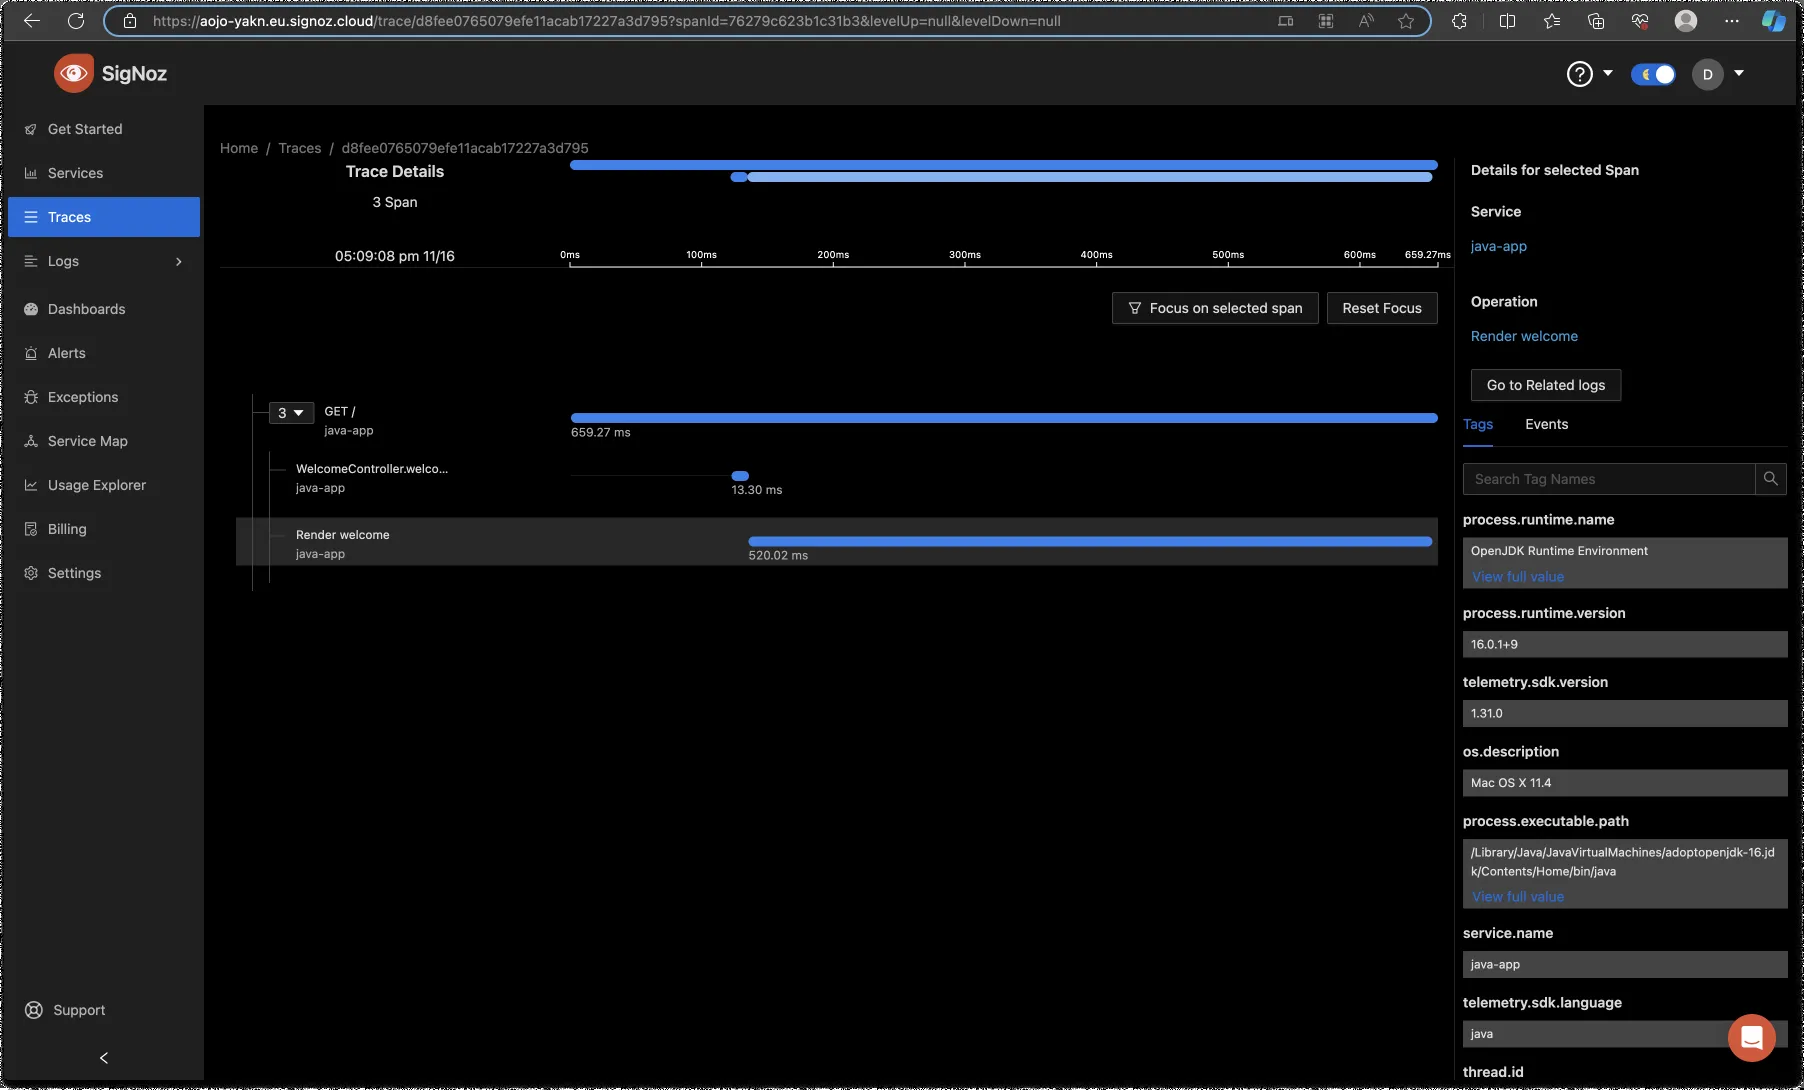 https://aojo-yakn.eu.signoz.cloud/trace/d8fee0765079efe11acab17227a3d795?spanId=76279c623b1c31b3&levelUp=null&levelDown=null
SigNoz
D
Get Started
Services
Traces
Logs
Dashboards
Alerts
Exceptions
Service Map
Usage Explorer
Billing
Settings
Support
Home / Traces / d8fee0765079efe11acab17227a3d795
Trace Details
3 Span
05:09:08 pm 11/16
0ms 100ms 200ms 300ms 400ms 500ms 600ms 659.27ms
Focus on selected span
Reset Focus
3 GET /
java-app
659.27 ms
WelcomeController.welco...
java-app
13.30 ms
Render welcome
java-app
520.02 ms
Details for selected Span
Service
java-app
Operation
Render welcome
Go to Related logs
Tags Events
Search Tag Names
process.runtime.name
OpenJDK Runtime Environment
View full value
process.runtime.version
16.0.1+9
telemetry.sdk.version
1.31.0
os.description
Mac OS X 11.4
process.executable.path
/Library/Java/JavaVirtualMachines/adoptopenjdk-16.jd
k/Contents/Home/bin/java
View full value
service.name
java-app
telemetry.sdk.language
java
thread.id